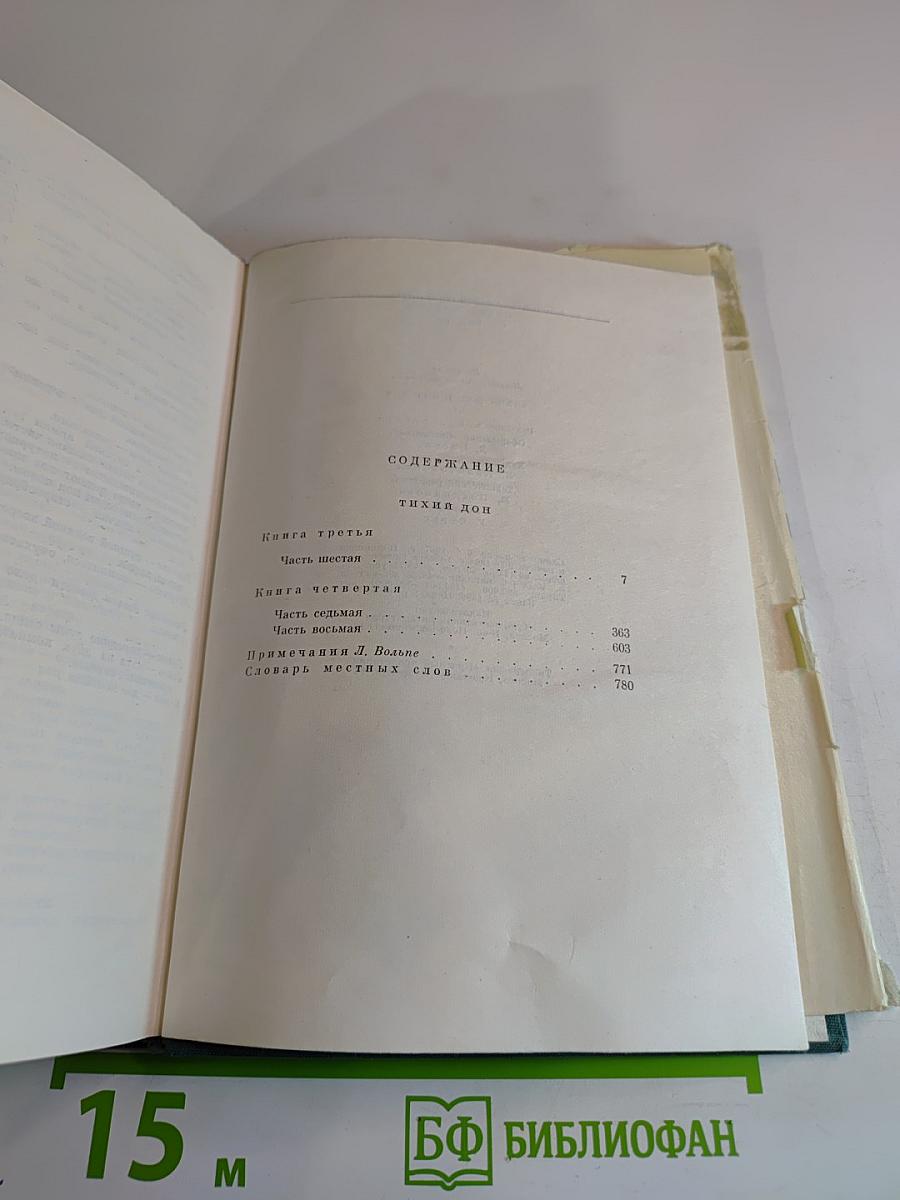 СОДЕРЖАНИЕ
ТИХИЙ ДОН
Книга третья
Часть шестая . . . . . . . . . . . . . . . 7
Книга четвертая
Часть седьмая . . . . . . . . . . . . . . 363
Часть восьмая . . . . . . . . . . . . . . 603
Примечания Л. Вольпе . . . . . . . . . . 771
Словарь местных слов . . . . . . . . . 780
15 м
БФ БИБЛИОФАН